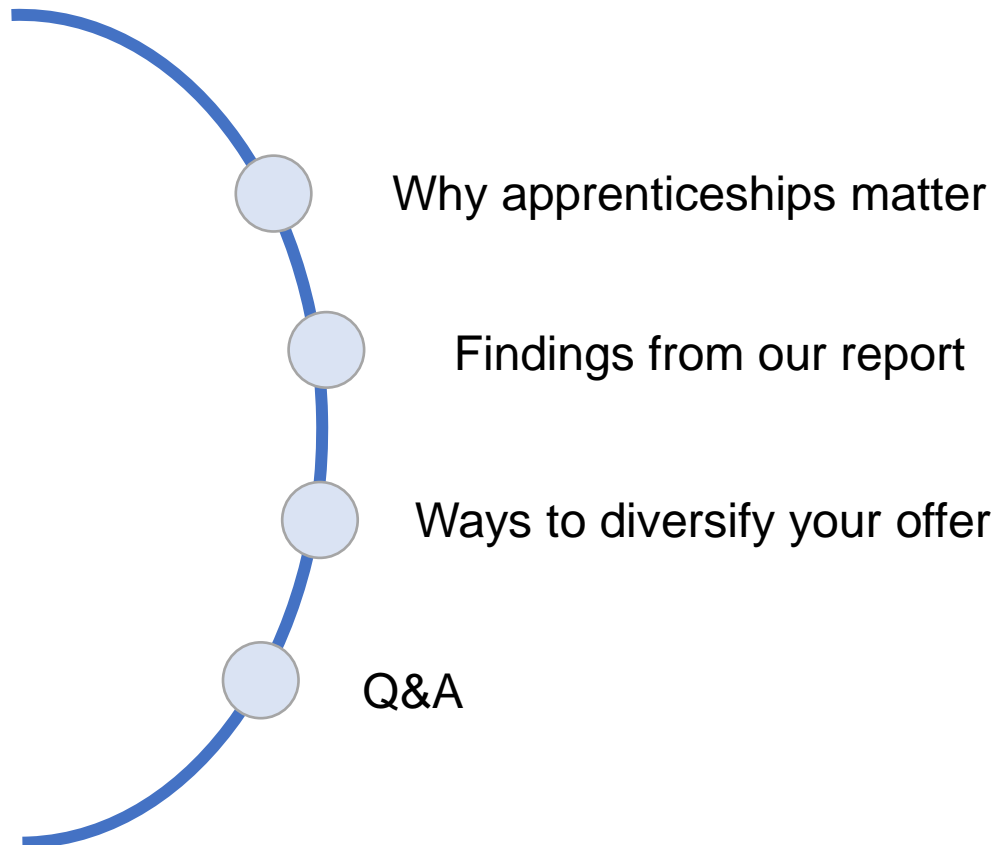 Why apprenticeships matter
Findings from our report
Ways to diversify your offer
Q&A